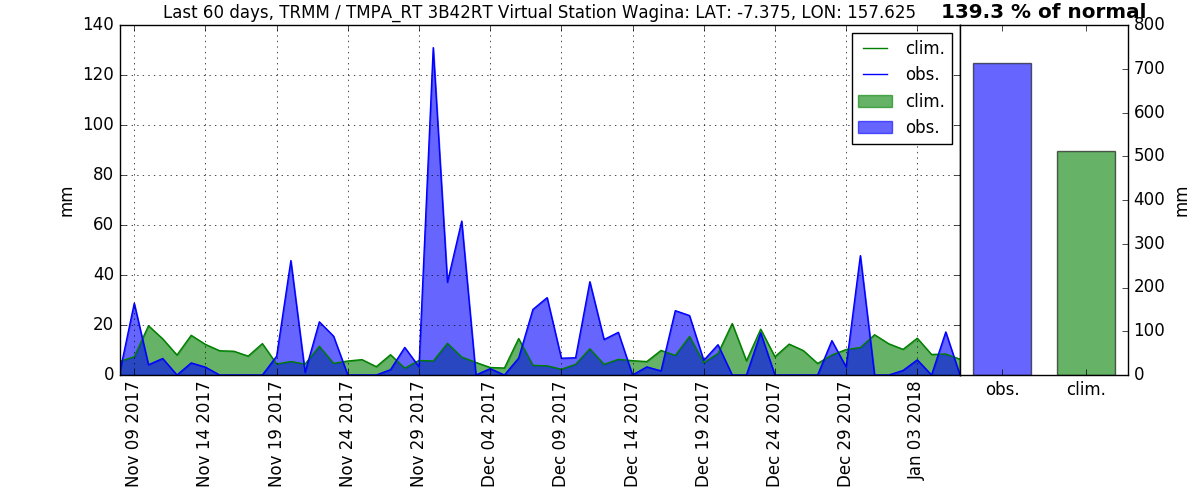 Last 60 days, TRMM / TMPA_RT 3B42RT Virtual Station Wagina: LAT: -7.375, LON: 157.625
139.3 % of normal
140
120
100
80
60
40
20
0
mm
clim.
obs.
clim.
obs.
800
700
600
500
400
300
200
100
0
mm
Nov 09 2017
Nov 14 2017
Nov 19 2017
Nov 24 2017
Nov 29 2017
Dec 04 2017
Dec 09 2017
Dec 14 2017
Dec 19 2017
Dec 24 2017
Dec 29 2017
Jan 03 2018
obs.
clim.